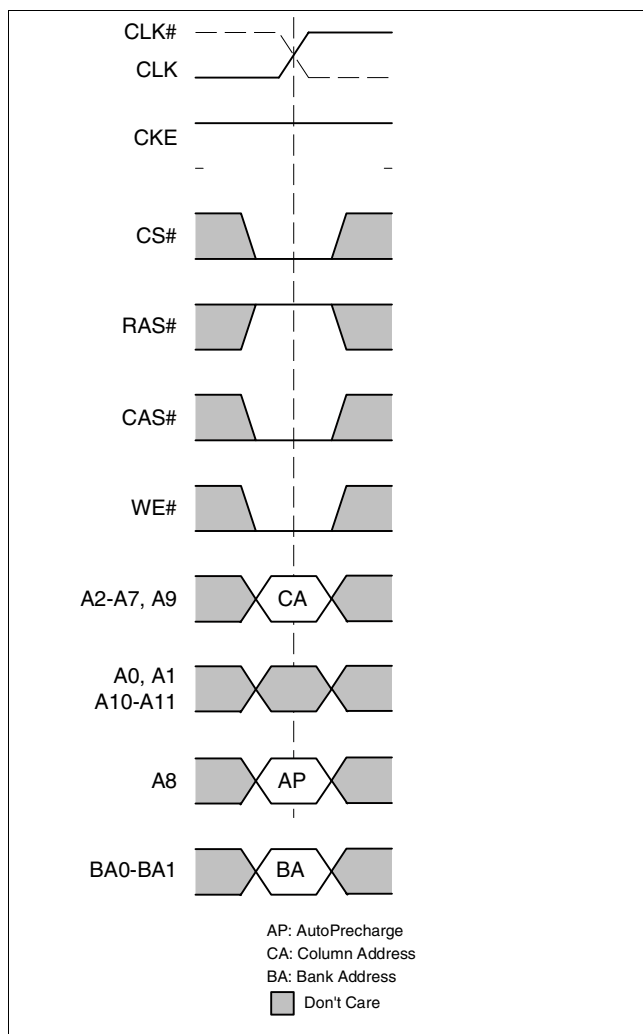 CLK#
CLK
CKE
CS#
RAS#
CAS#
WE#
A2-A7, A9
CA
A0, A1
A10-A11
A8
AP
BA0-BA1
BA
AP: AutoPrecharge
CA: Column Address
BA: Bank Address
Don't Care